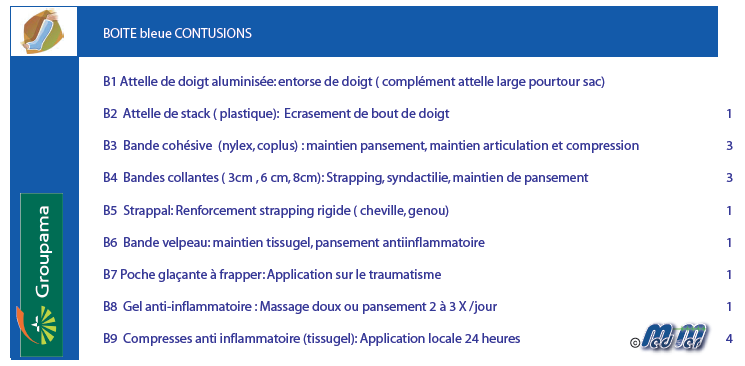 BOITE bleue CONTUSIONS
B1 Attelle de doigt aluminisée: entorse de doigt ( complément attelle large pourtour sac)
B2 Attelle de stack ( plastique): Ecrasement de bout de doigt 1
B3 Bande cohésive (nylex, coplus) : maintien pansement, maintien articulation et compression 3
B4 Bandes collantes ( 3cm , 6 cm, 8cm): Strapping, syndactilie, maintien de pansement 3
B5 Strappal: Renforcement strapping rigide ( cheville, genou) 1
B6 Bande velpeau: maintien tissugel, pansement antiinflammatoire 1
B7 Poche glaçante à frapper: Application sur le traumatisme 1
B8 Gel anti-inflammatoire : Massage doux ou pansement 2 à 3 X /jour 1
B9 Compresses anti inflammatoire (tissugel): Application locale 24 heures 4
Groupama
©